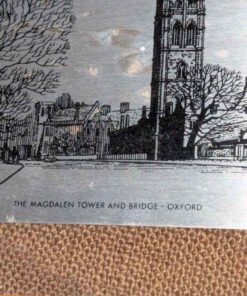 THE MAGDALEN TOWER AND BRIDGE - OXFORD